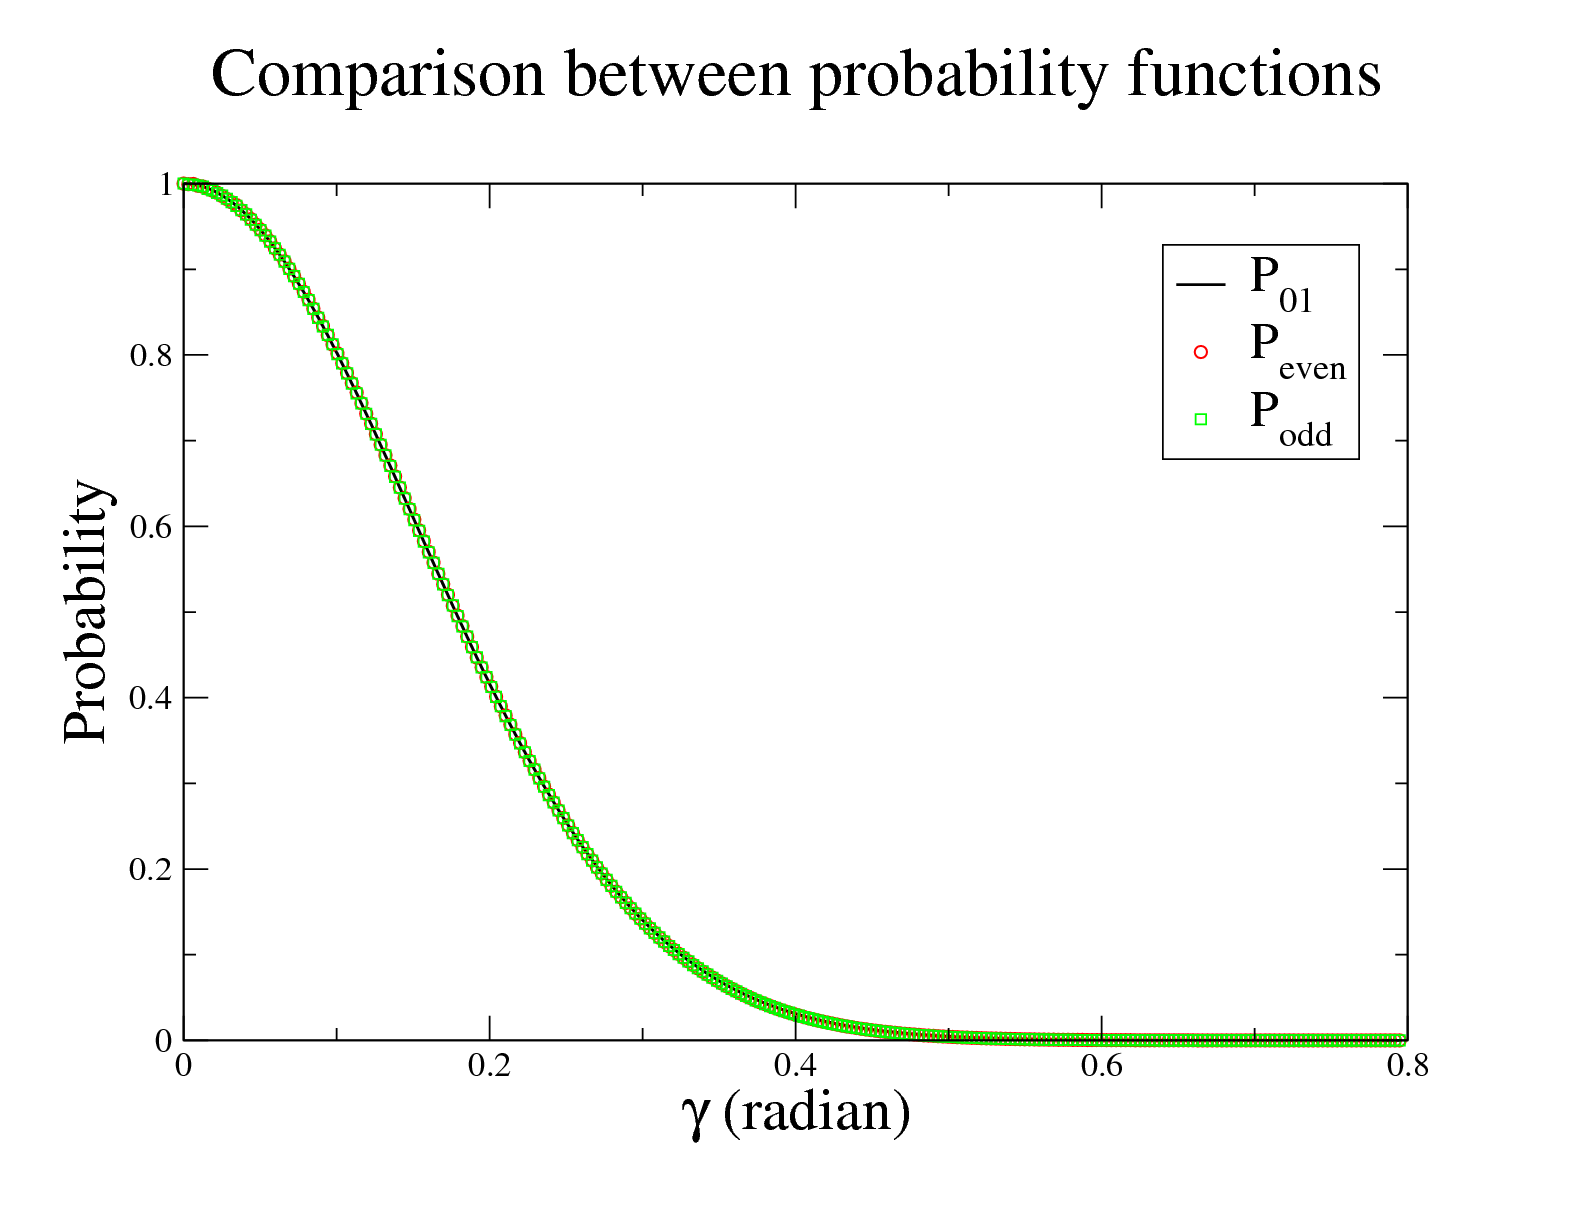 Comparison between probability functions
1
0.8
0.6
0.4
0.2
0
Probability
P01
Peven
Podd
0 0.2 0.4 0.6 0.8
γ (radian)